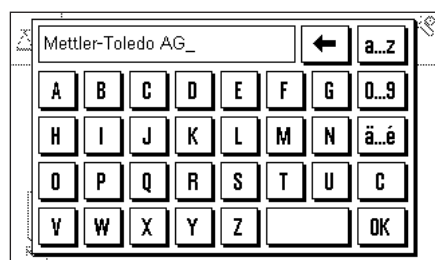 Mettler-Toledo AG_ a...z
A B C D E F G 0...9
H I J K L M N ä...é
O P Q R S T U C
V W X Y Z OK